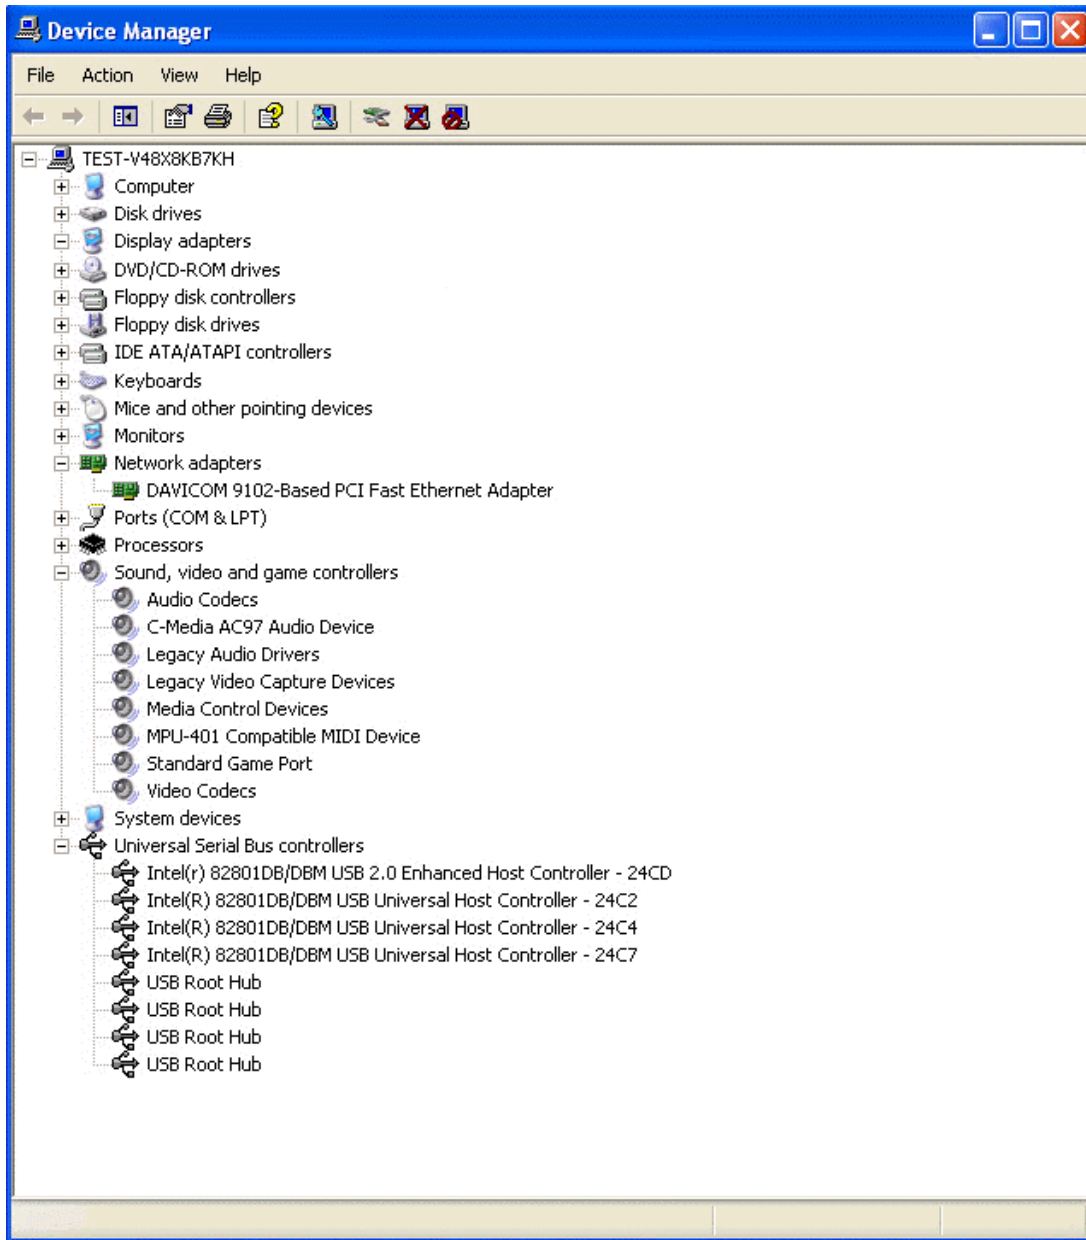 Device Manager
File Action View Help
TEST-V48X8KB7KH
Computer
Disk drives
Display adapters
DVD/CD-ROM drives
Floppy disk controllers
Floppy disk drives
IDE ATA/ATAPI controllers
Keyboards
Mice and other pointing devices
Monitors
Network adapters
DAVICOM 9102-Based PCI Fast Ethernet Adapter
Ports (COM & LPT)
Processors
Sound, video and game controllers
Audio Codecs
C-Media AC97 Audio Device
Legacy Audio Drivers
Legacy Video Capture Devices
Media Control Devices
MPU-401 Compatible MIDI Device
Standard Game Port
Video Codecs
System devices
Universal Serial Bus controllers
Intel(r) 82801DB/DBM USB 2.0 Enhanced Host Controller - 24CD
Intel(R) 82801DB/DBM USB Universal Host Controller - 24C2
Intel(R) 82801DB/DBM USB Universal Host Controller - 24C4
Intel(R) 82801DB/DBM USB Universal Host Controller - 24C7
USB Root Hub
USB Root Hub
USB Root Hub
USB Root Hub